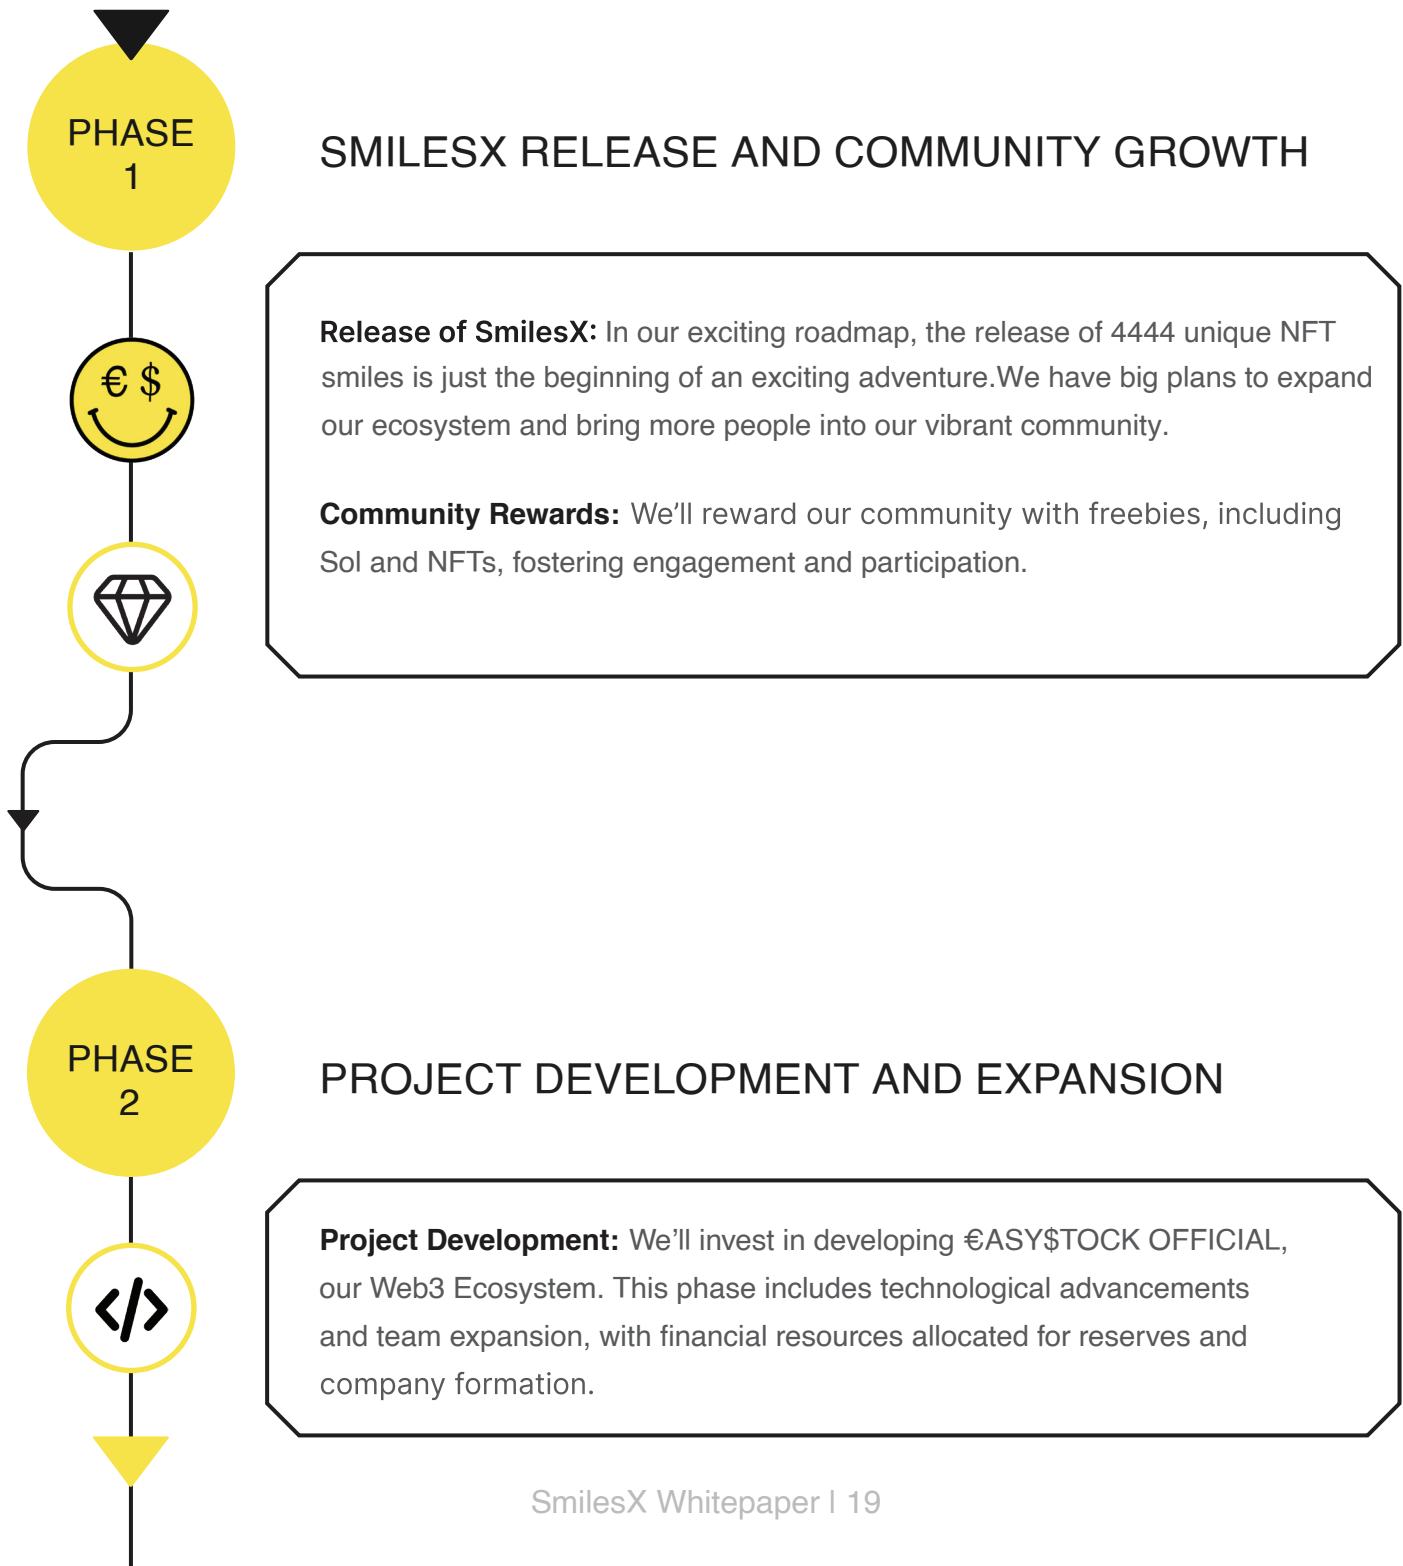 PHASE
1
SMILESX RELEASE AND COMMUNITY GROWTH
€ $
Release of SmilesX: In our exciting roadmap, the release of 4444 unique NFT
smiles is just the beginning of an exciting adventure.We have big plans to expand
our ecosystem and bring more people into our vibrant community.
Community Rewards: We’ll reward our community with freebies, including
Sol and NFTs, fostering engagement and participation.
PHASE
2
PROJECT DEVELOPMENT AND EXPANSION
Project Development: We’ll invest in developing €ASY$TOCK OFFICIAL,
our Web3 Ecosystem. This phase includes technological advancements
and team expansion, with financial resources allocated for reserves and
company formation.
</>
SmilesX Whitepaper | 19